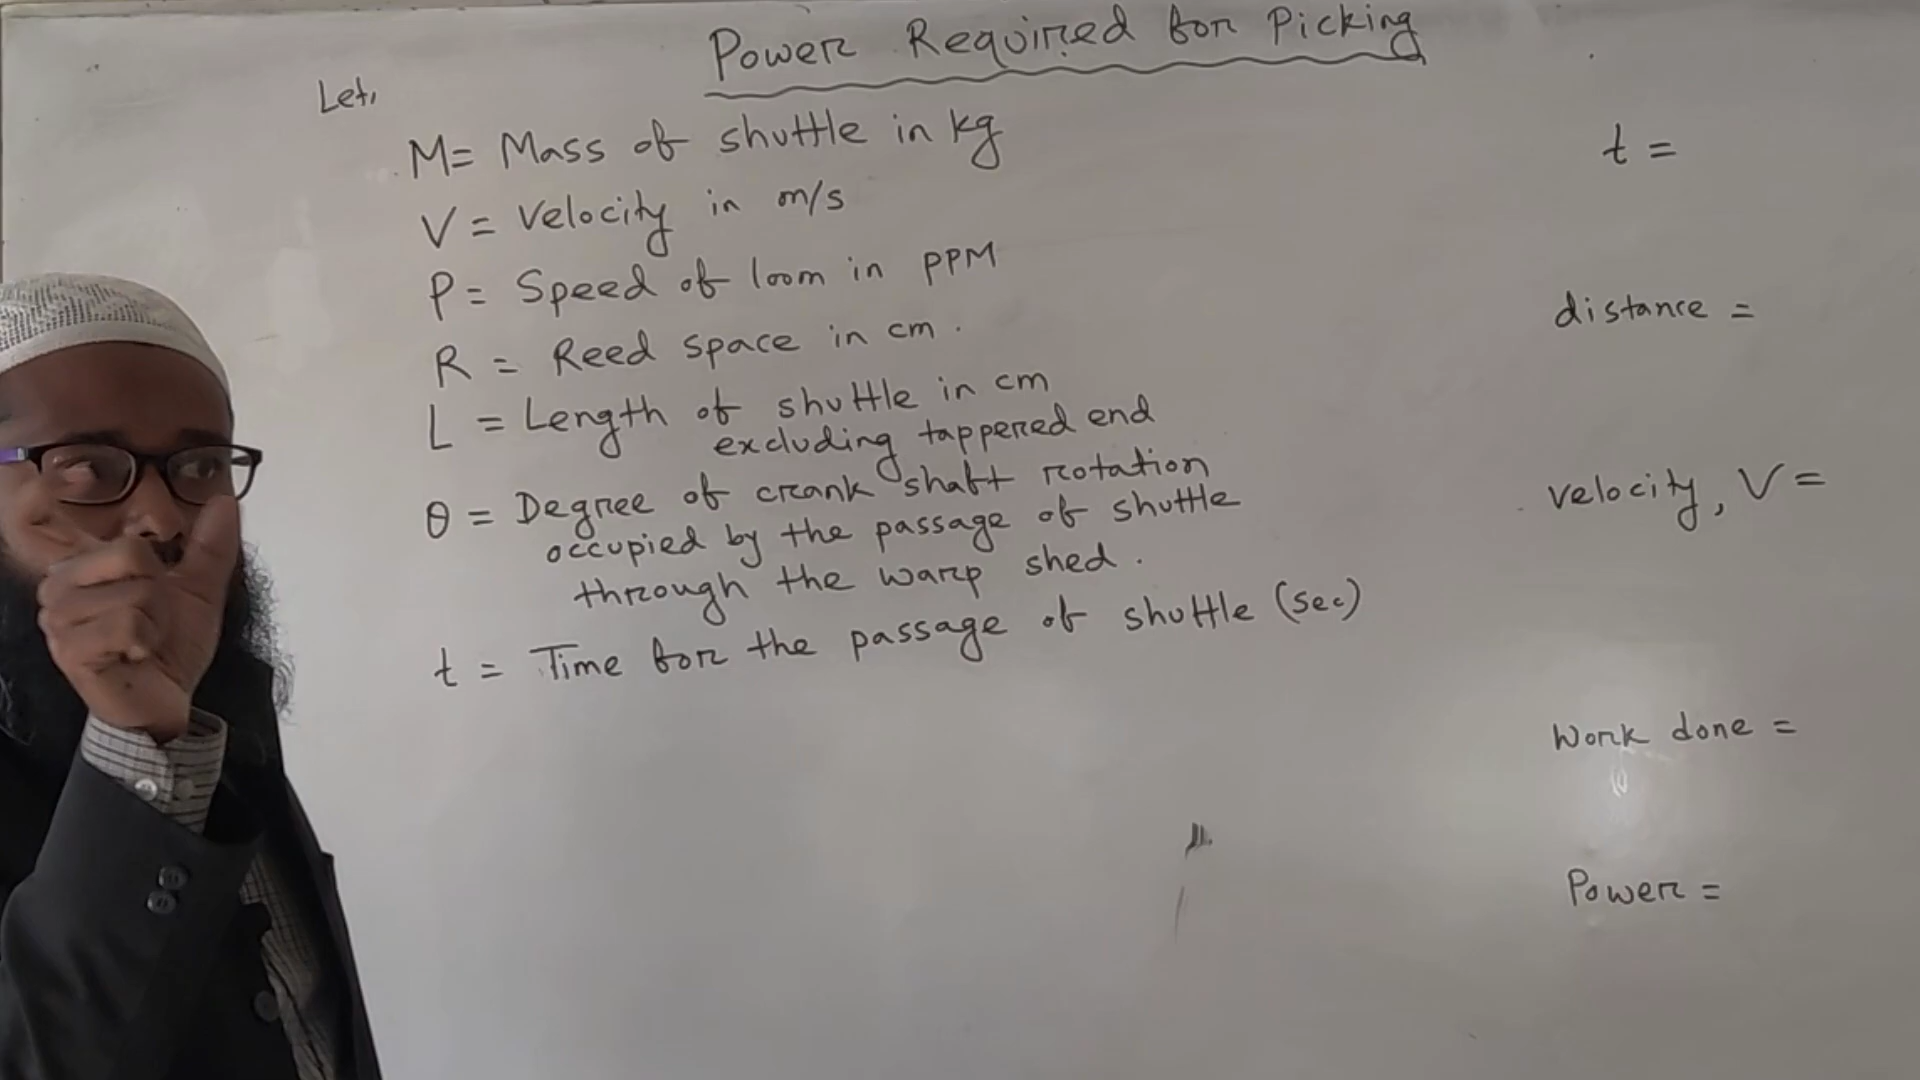 Power Required for Picking
Let,
M= Mass of shuttle in kg
V = Velocity in m/s
P= Speed of loom in PPM
R = Reed space in cm.
L = Length of shuttle in cm
excluding tappered end
θ = Degree of crank shaft rotation
occupied by the passage of shuttle
through the warp shed.
t = Time for the passage of shuttle (sec)
t =
distance =
velocity, V =
Work done =
Power =